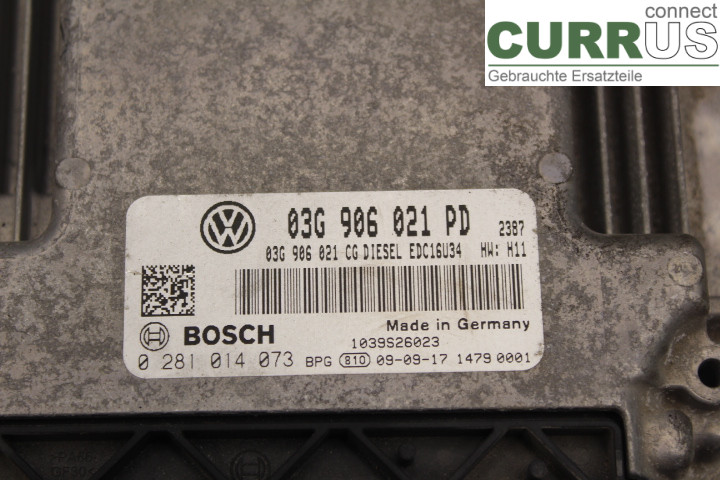 connect
CURRUS
Gebrauchte Ersatzteile
03G 906 021 PD 2387
03G 906 021 CG DIESEL EDC16U34 HW: H11
BOSCH
Made in Germany
1039S26023
0 281 014 073 BPG 810 09-09-17 1479 0001